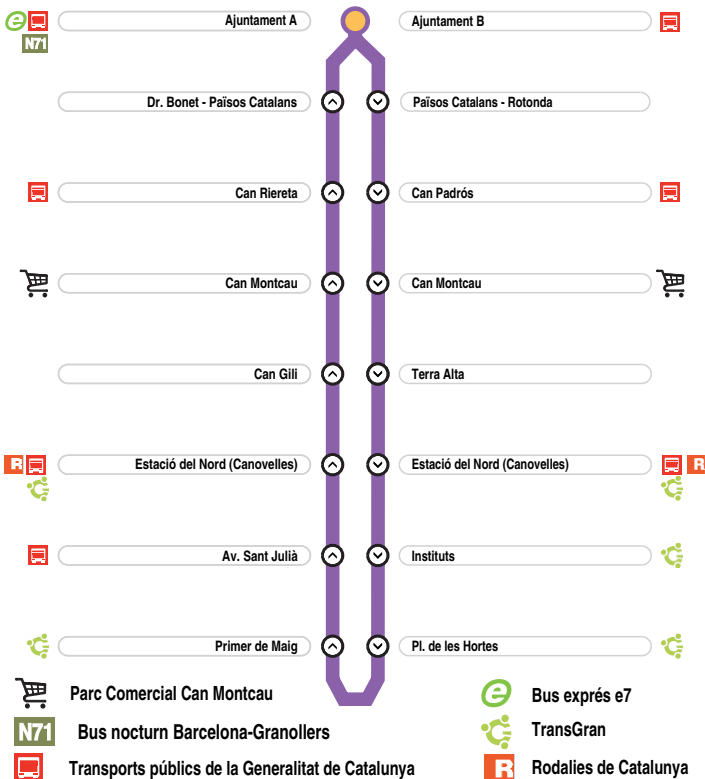 e Ajuntament A Ajuntament B
N71
Dr. Bonet - Països Catalans Països Catalans - Rotonda
Can Riereta Can Padrós
Can Montcau Can Montcau
Can Gili Terra Alta
R Estació del Nord (Canovelles) Estació del Nord (Canovelles) R
Av. Sant Julià Instituts
Primer de Maig Pl. de les Hortes
Parc Comercial Can Montcau e Bus exprés e7
N71 Bus nocturn Barcelona-Granollers TransGran
Transports públics de la Generalitat de Catalunya R Rodalies de Catalunya